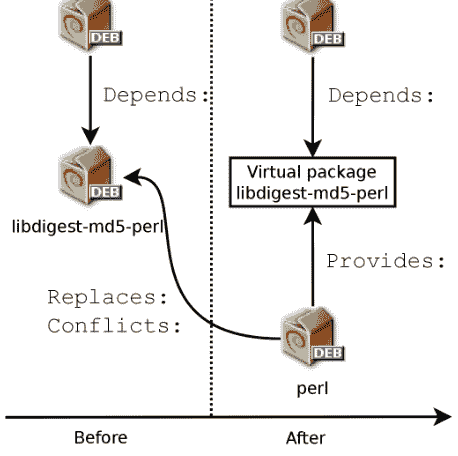 DEB
DEB
Depends:
Depends:
DEB
Virtual package
libdigest-md5-perl
libdigest-md5-perl
Provides:
Replaces:
Conflicts:
DEB
perl
Before
After